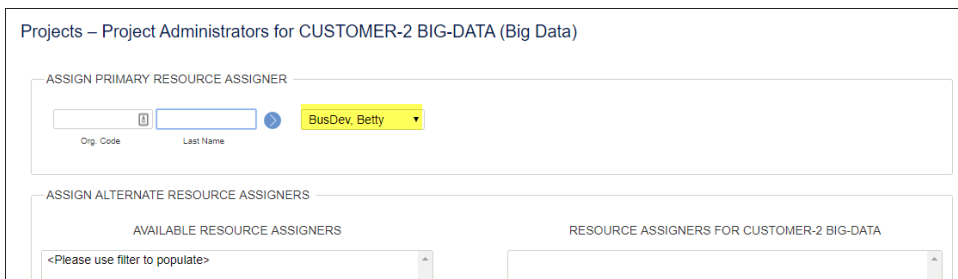 Projects – Project Administrators for CUSTOMER-2 BIG-DATA (Big Data)
ASSIGN PRIMARY RESOURCE ASSIGNER
BusDev, Betty
Org. Code
Last Name
ASSIGN ALTERNATE RESOURCE ASSIGNERS
AVAILABLE RESOURCE ASSIGNERS
RESOURCE ASSIGNERS FOR CUSTOMER-2 BIG-DATA
<Please use filter to populate>